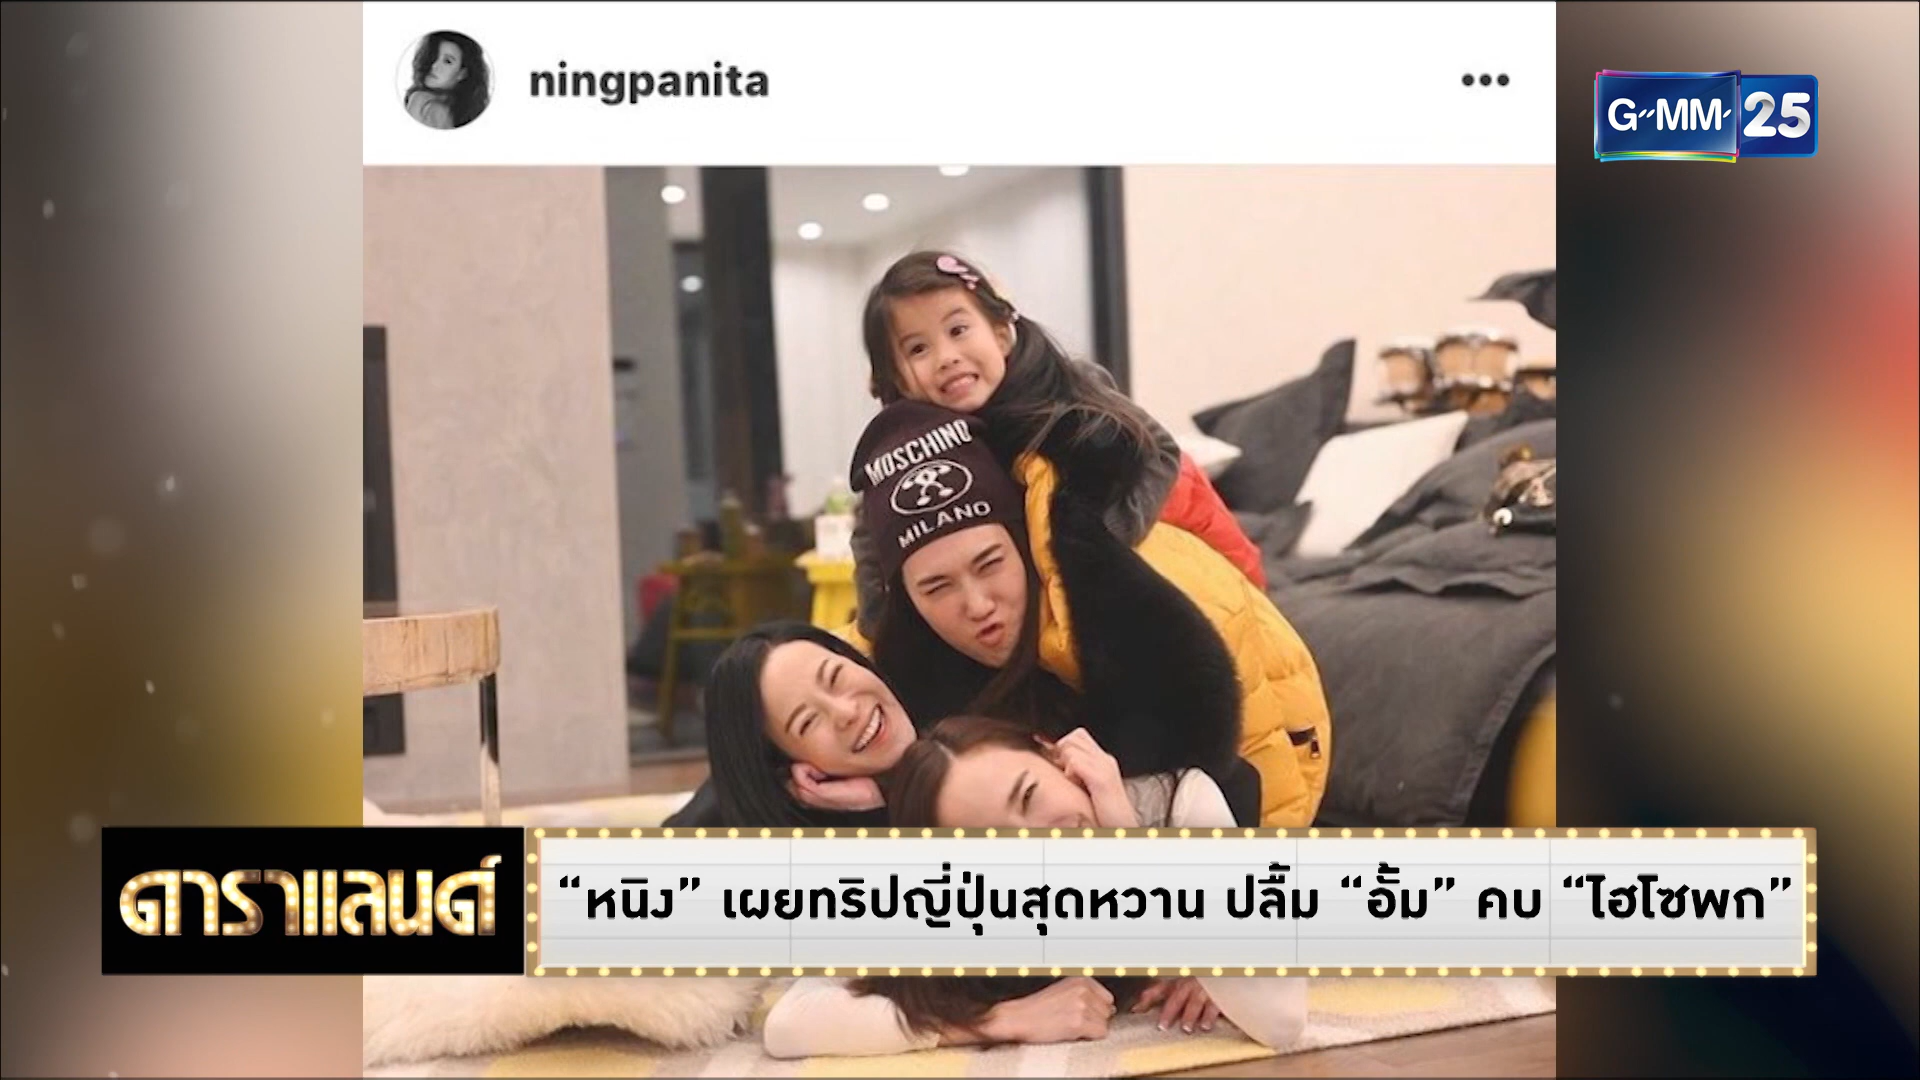 ningpanita
GMM 25
MOSCHINO
MILANO
ดาราแลนด์
“หนิง” เผยทริปญี่ปุ่นสุดหวาน ปลื้ม “อั้ม” คบ “ไฮโซพก”